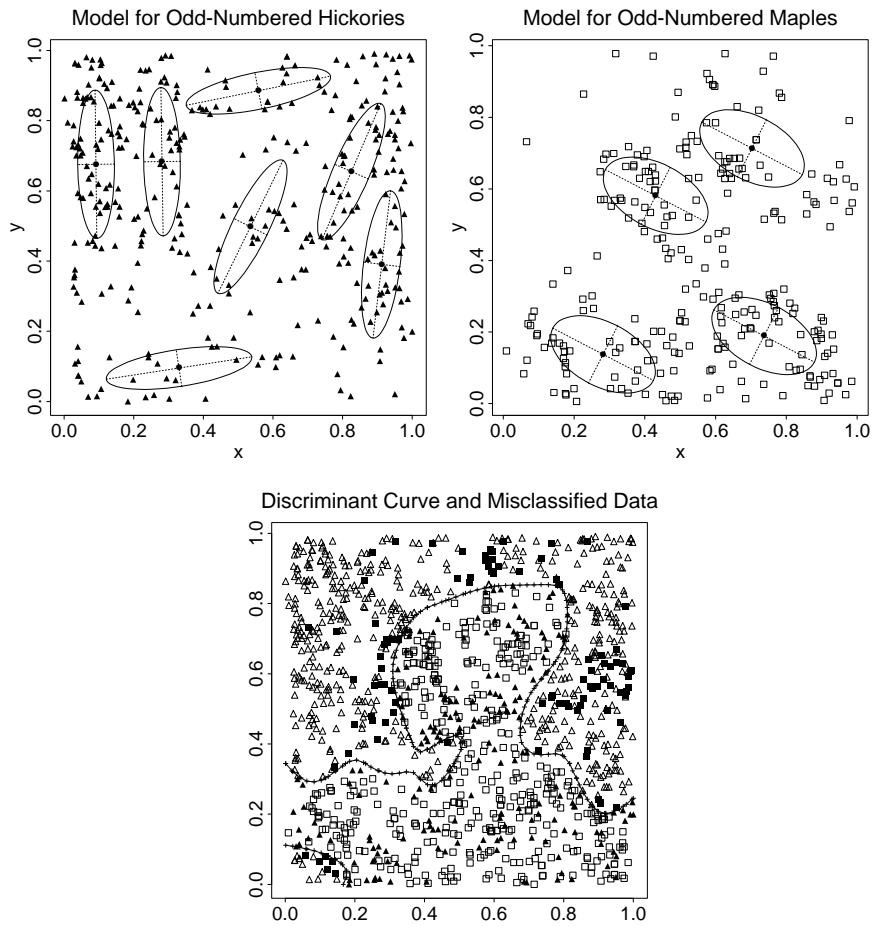 Model for Odd-Numbered Hickories
Model for Odd-Numbered Maples
y
1.0
0.8
0.6
0.4
0.2
0.0
0.0 0.2 0.4 0.6 0.8 1.0
x
y
1.0
0.8
0.6
0.4
0.2
0.0
0.0 0.2 0.4 0.6 0.8 1.0
x
Discriminant Curve and Misclassified Data
1.0
0.8
0.6
0.4
0.2
0.0
0.0 0.2 0.4 0.6 0.8 1.0